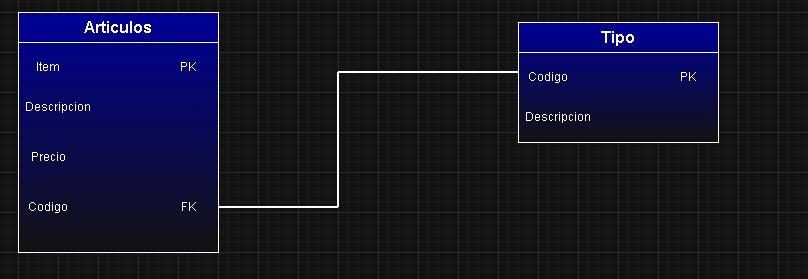 Articulos
Item PK
Descripcion
Precio
Codigo FK
Tipo
Codigo PK
Descripcion